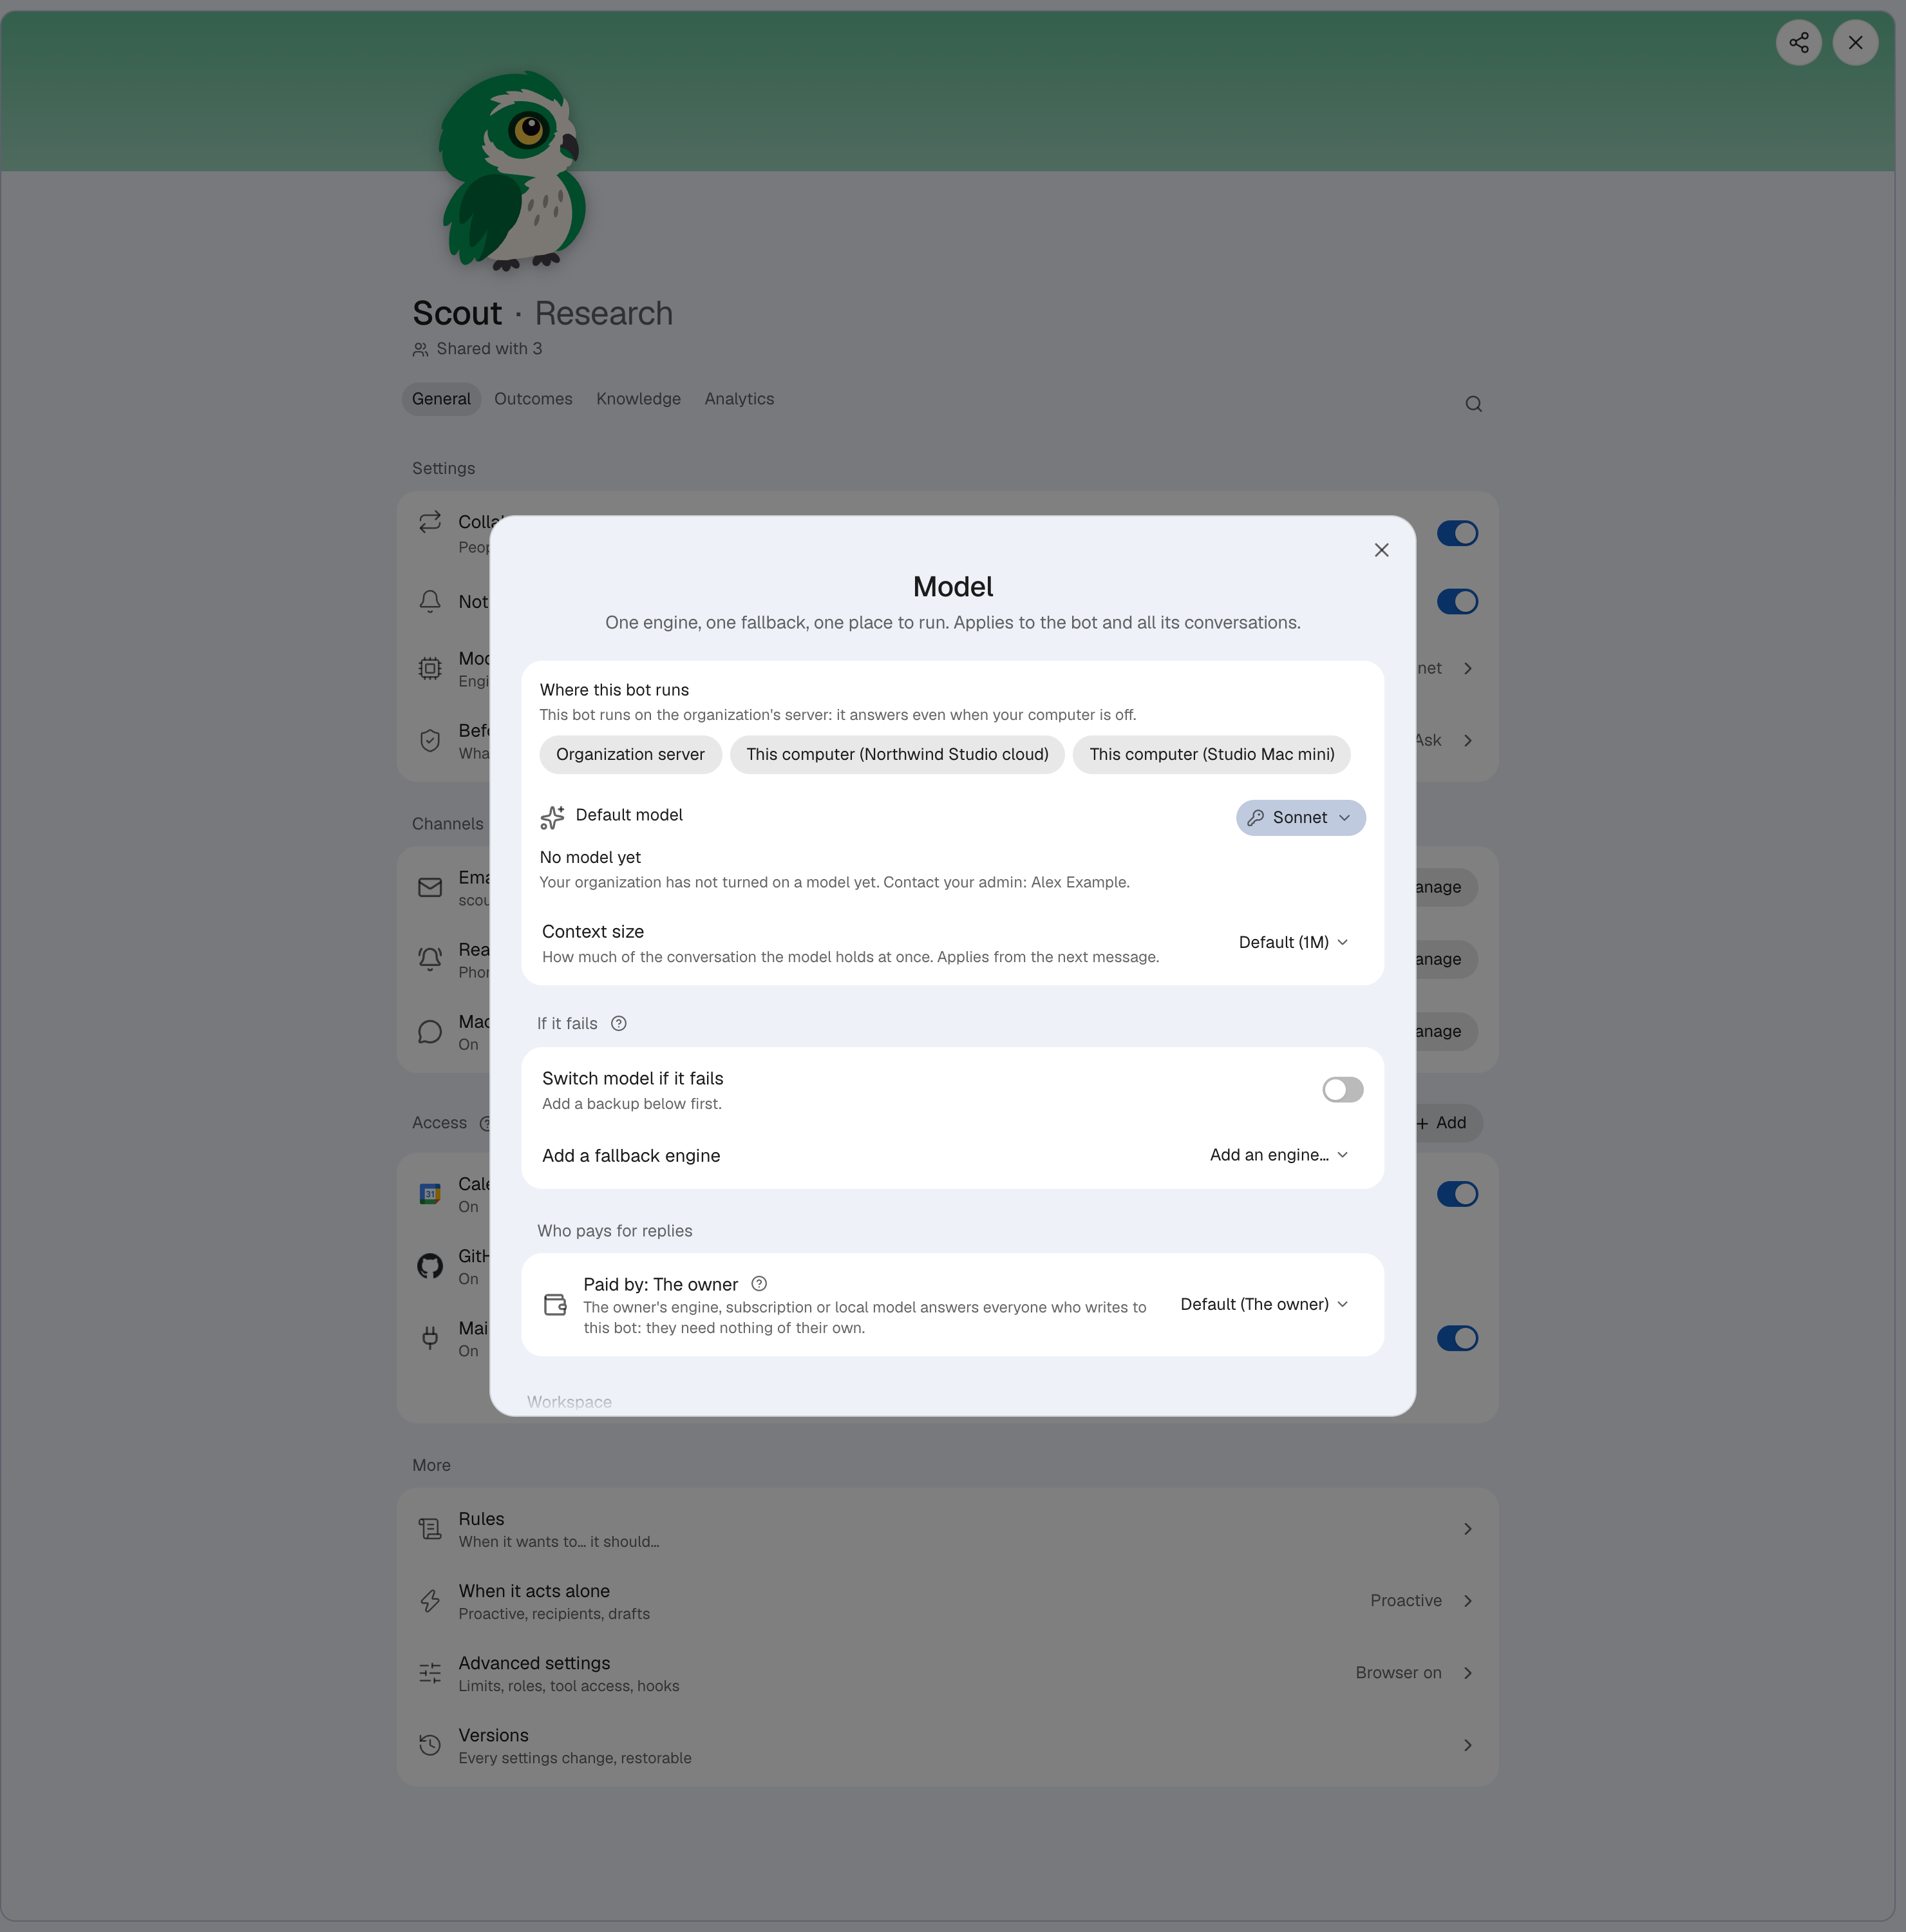 Scout · Research
Shared with 3
General Outcomes Knowledge Analytics
Settings
Model
One engine, one fallback, one place to run. Applies to the bot and all its conversations.
Where this bot runs
This bot runs on the organization's server: it answers even when your computer is off.
Organization server This computer (Northwind Studio cloud) This computer (Studio Mac mini)
Default model Sonnet
No model yet
Your organization has not turned on a model yet. Contact your admin: Alex Example.
Context size
Default (1M)
How much of the conversation the model holds at once. Applies from the next message.
If it fails
Switch model if it fails
Add a backup below first.
Add a fallback engine Add an engine...
Who pays for replies
Paid by: The owner
The owner's engine, subscription or local model answers everyone who writes to
this bot: they need nothing of their own.
Default (The owner)
Workspace
Channels
On
Access
+ Add
31
On
On
On
More
Rules
When it wants to... it should...
When it acts alone
Proactive, recipients, drafts
Proactive
Advanced settings
Limits, roles, tool access, hooks
Browser on
Versions
Every settings change, restorable